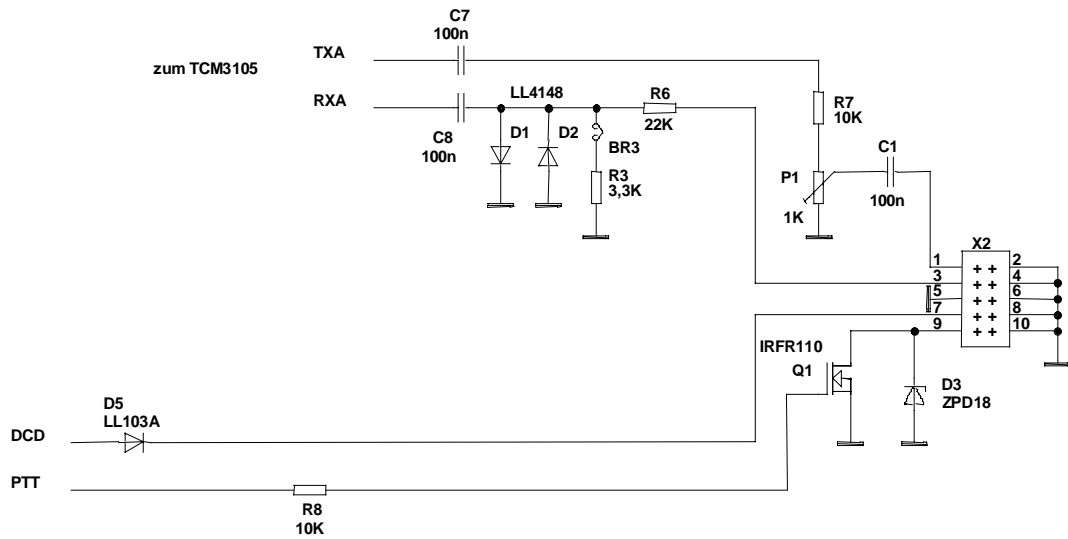 C7
100n
TXA
zum TCM3105
RXA
LL4148
R6
22K
C8
100n
D1
D2
BR3
R3
3,3K
R7
10K
C1
100n
P1
1K
X2
1
2
3
4
5
6
7
8
9
10
IRFR110
Q1
D3
ZPD18
D5
LL103A
DCD
PTT
R8
10K